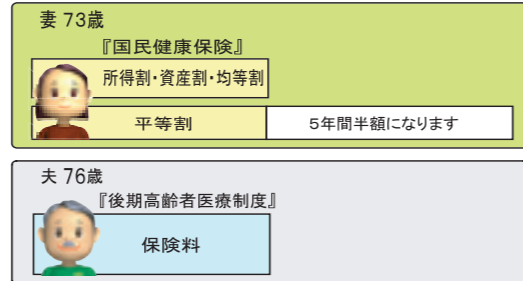 妻 73歳
『国民健康保険』
所得割・資産割・均等割
平等割
5年間半額になります
夫 76歳
『後期高齢者医療制度』
保険料